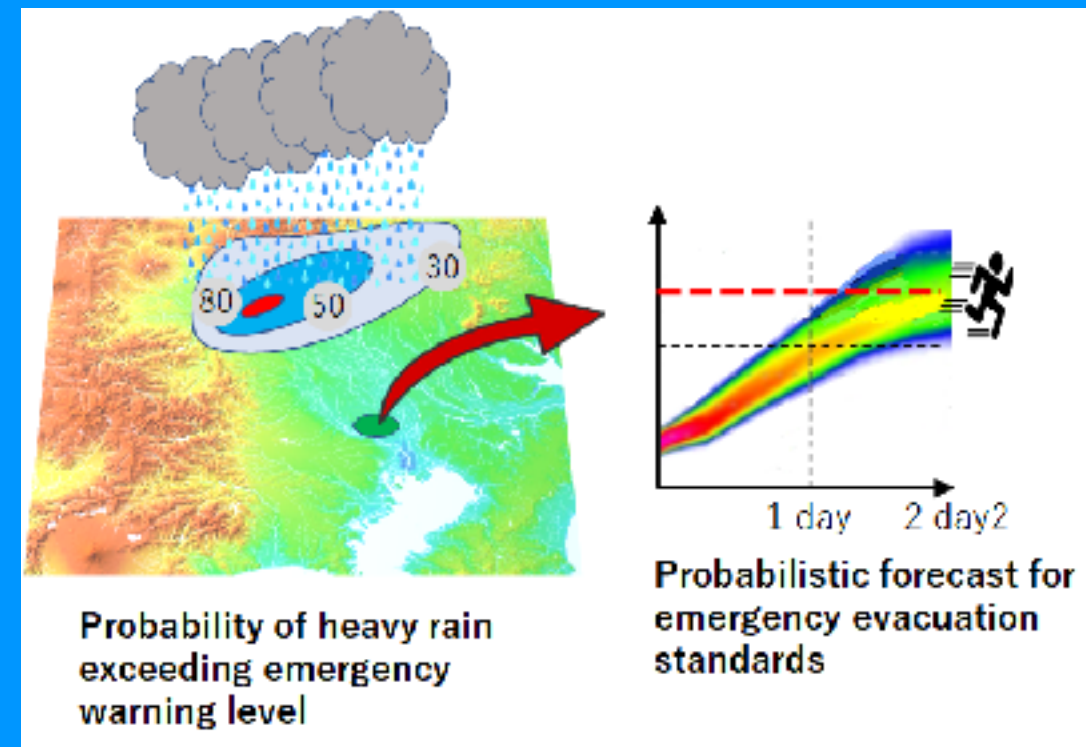 80
50
30
1 day
2 day2
Probability of heavy rain
exceeding emergency
warning level
Probabilistic forecast for
emergency evacuation
standards